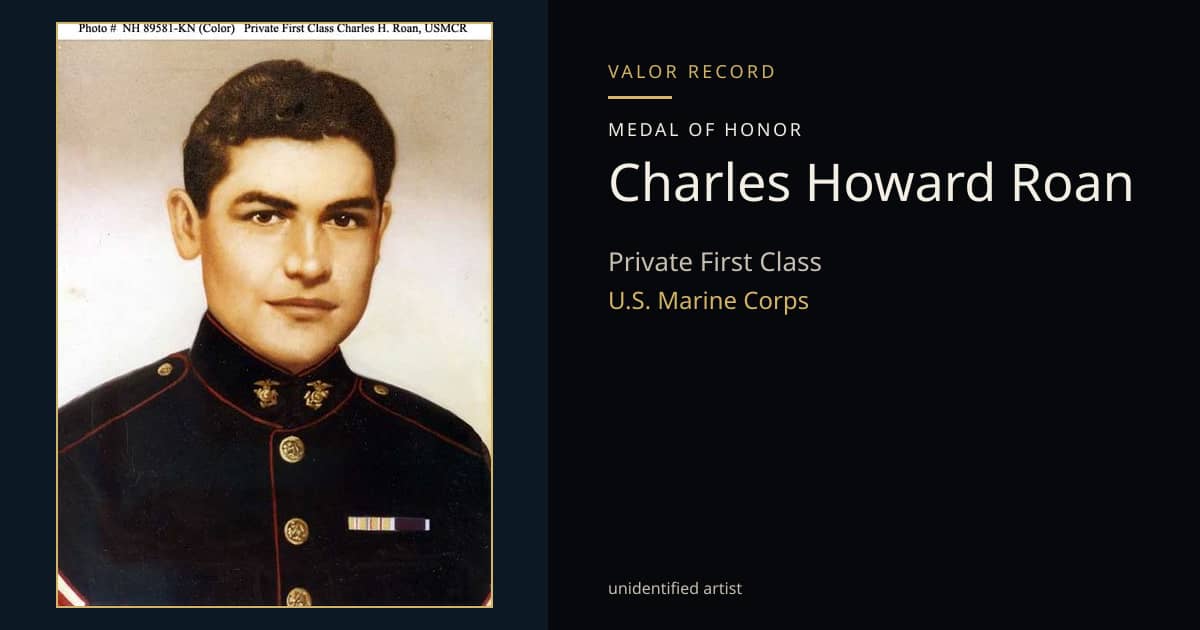 Photo # NH 89581-KN (Color) Private First Class Charles H. Roan, USMCR
VALOR RECORD
MEDAL OF HONOR
Charles Howard Roan
Private First Class
U.S. Marine Corps
unidentified artist